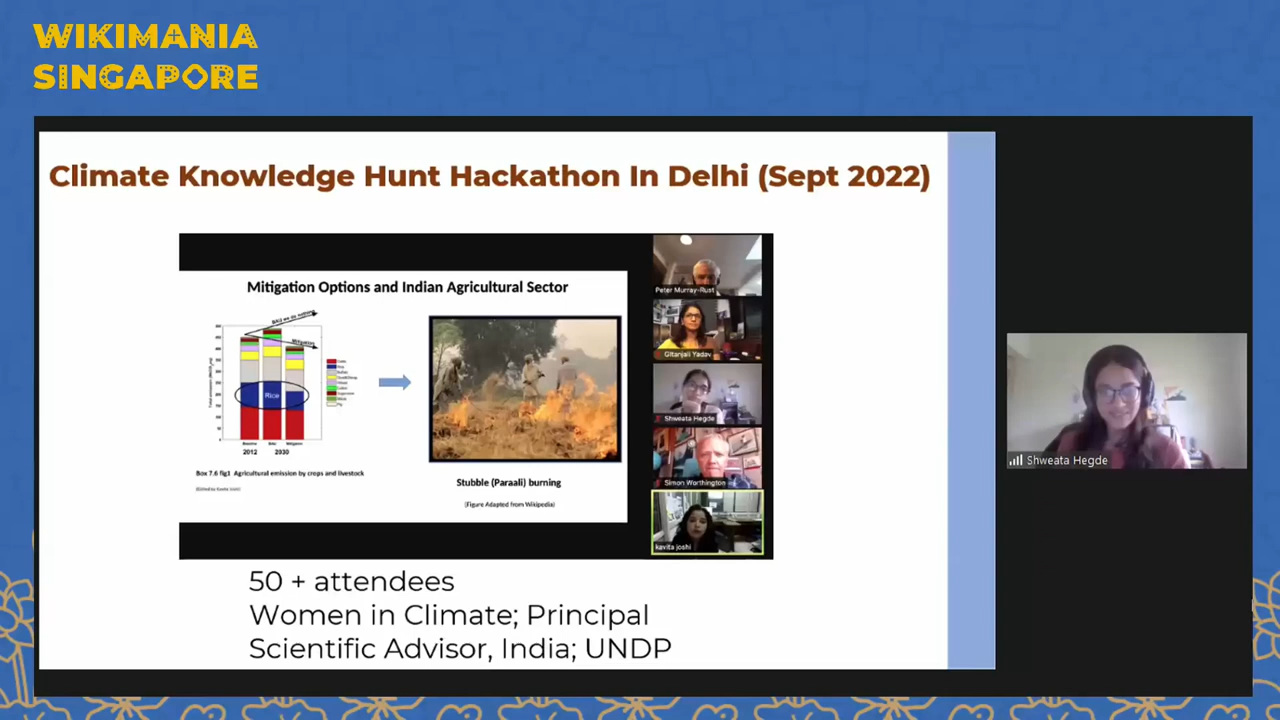 WIKIMANIA
SINGAPORE
Climate Knowledge Hunt Hackathon In Delhi (Sept 2022)
Mitigation Options and Indian Agricultural Sector
Mitigation
Rice
2012 2030
Box 7.6 fig1 Agricultural emission by crops and livestock
Stubble (Paraali) burning
(Figure Adapted from Wikipedia)
Peter Murray-Rust
Gitanjali Yadav
Shweata Hegde
Simon Worthington
kavita joshi
50 + attendees
Women in Climate; Principal
Scientific Advisor, India; UNDP
Shweata Hegde